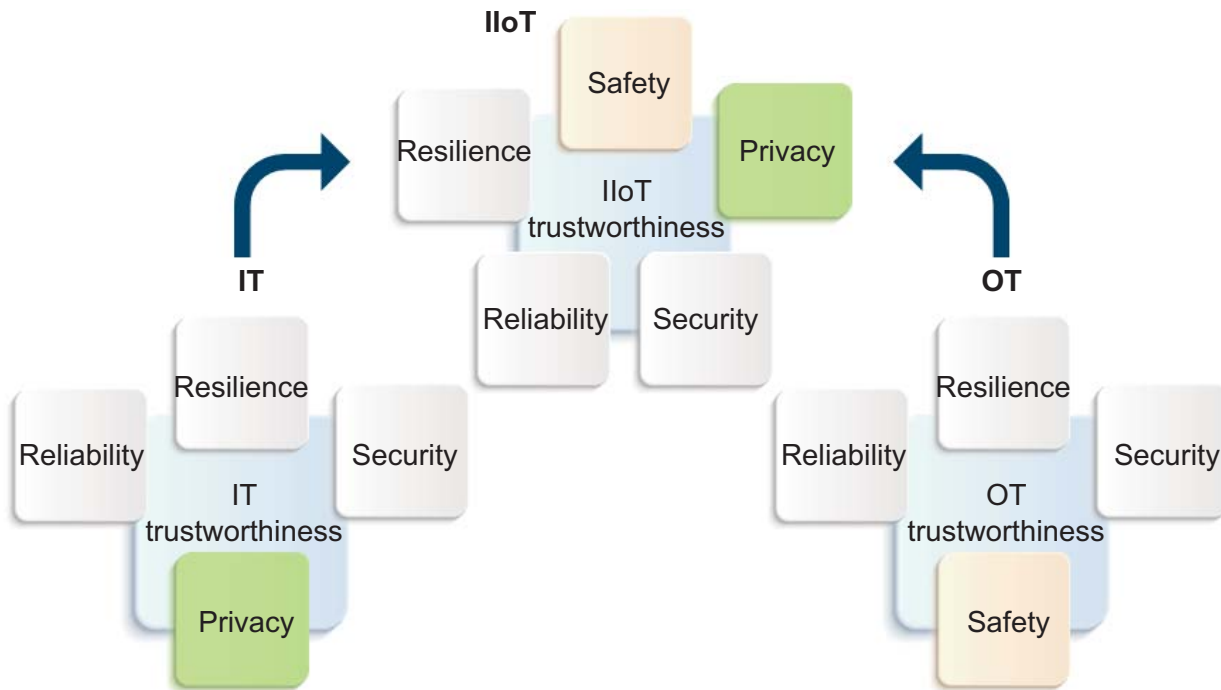 IIoT
Safety
Resilience
Privacy
IIoT
trustworthiness
Reliability
Security
IT
Resilience
Reliability
Security
IT
trustworthiness
Privacy
OT
Resilience
Reliability
Security
OT
trustworthiness
Safety